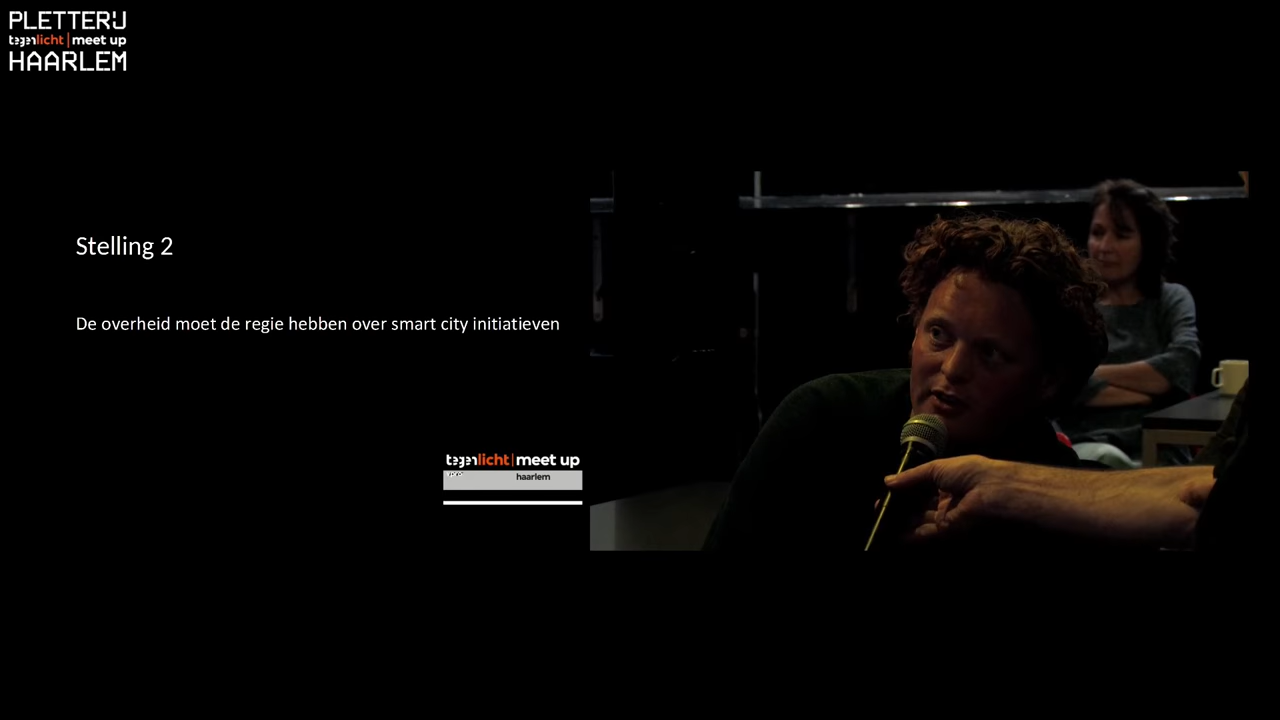 PLETTERIJ
tegenlicht | meet up
HAARLEM
Stelling 2
De overheid moet de regie hebben over smart city initiatieven
tegenlicht | meet up
haarlem